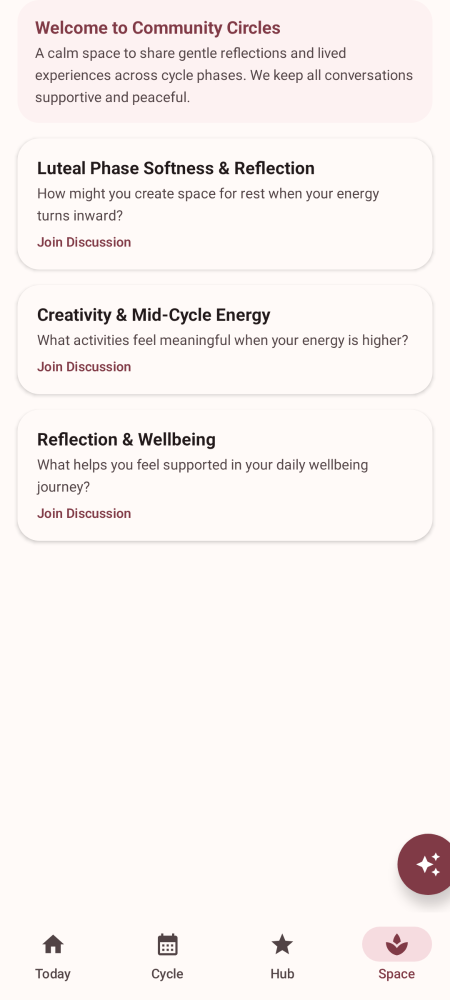 Welcome to Community Circles
A calm space to share gentle reflections and lived
experiences across cycle phases. We keep all conversations
supportive and peaceful.
Luteal Phase Softness & Reflection
How might you create space for rest when your energy
turns inward?
Join Discussion
Creativity & Mid-Cycle Energy
What activities feel meaningful when your energy is higher?
Join Discussion
Reflection & Wellbeing
What helps you feel supported in your daily wellbeing
journey?
Join Discussion
Today
Cycle
Hub
Space